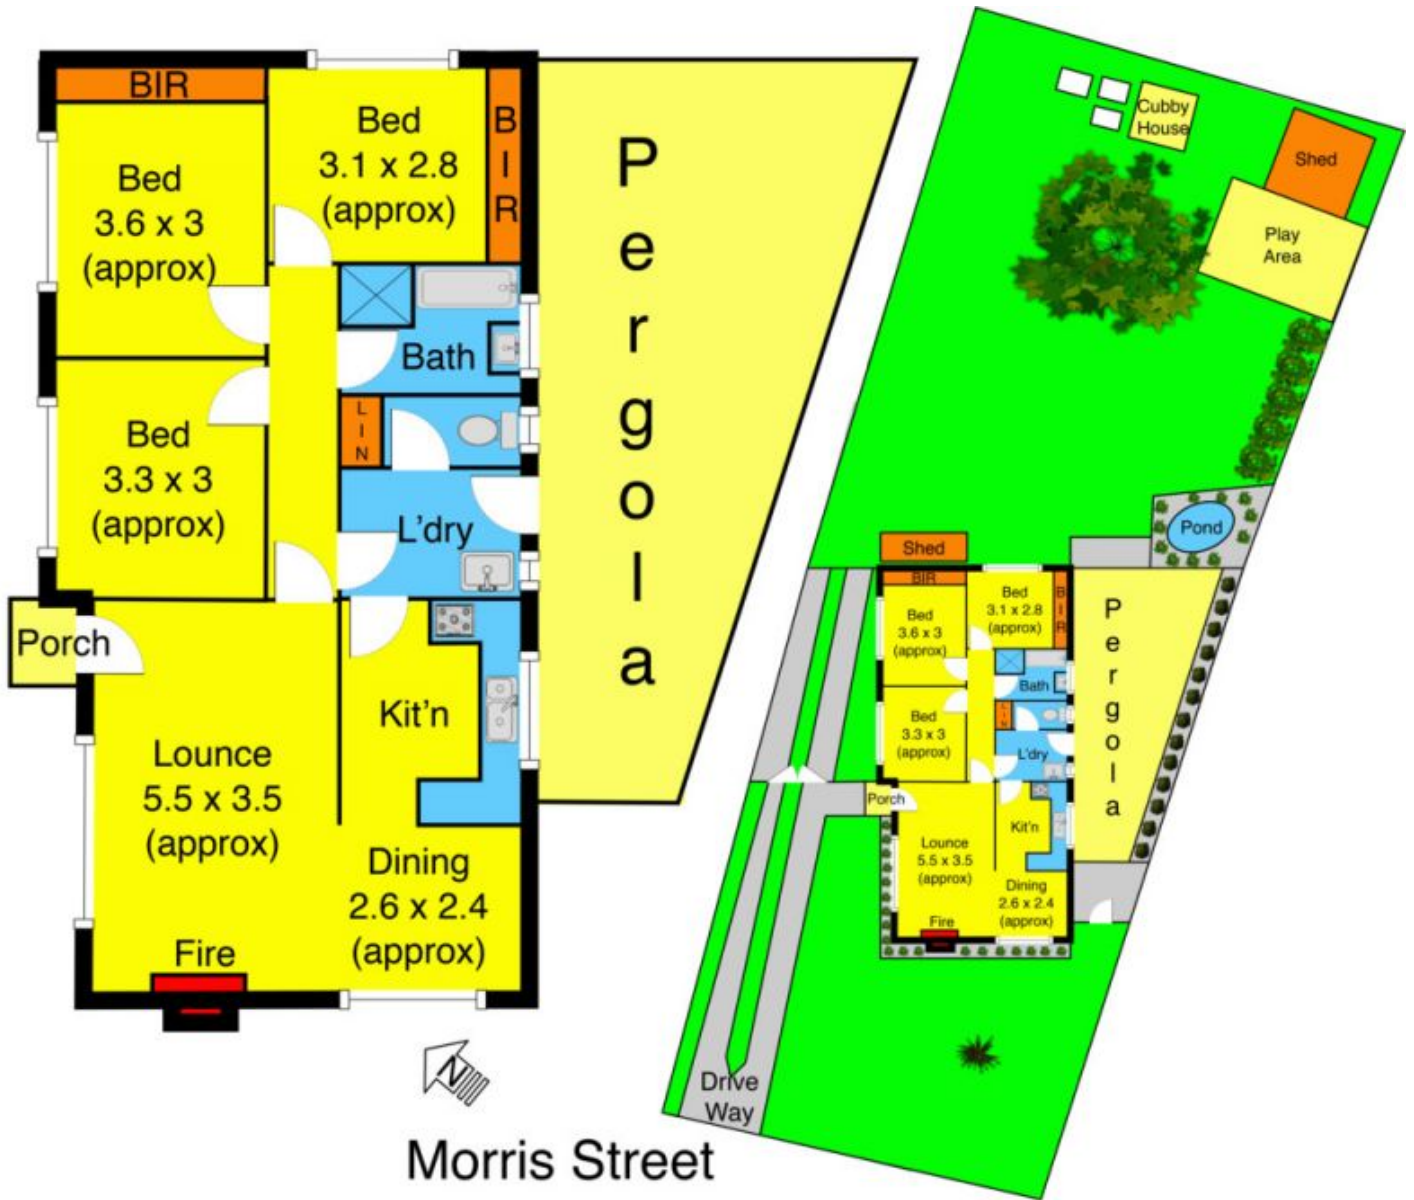 BIR
Bed
3.6 x 3
(approx)
Bed
3.1 x 2.8
(approx)
B
I
R
Bath
L
I
N
Bed
3.3 x 3
(approx)
L'dry
Porch
Kit'n
Lounce
5.5 x 3.5
(approx)
Dining
2.6 x 2.4
(approx)
Fire
P
e
r
g
o
l
a
N
Morris Street
Cubby
House
Shed
Play
Area
Pond
Shed
BIR
Bed
3.6 x 3
(approx)
Bed
3.1 x 2.8
(approx)
B
I
R
Bath
L
I
N
Bed
3.3 x 3
(approx)
L'dry
Porch
Kit'n
Lounce
5.5 x 3.5
(approx)
Dining
2.6 x 2.4
(approx)
Fire
P
e
r
g
o
l
a
Drive
Way